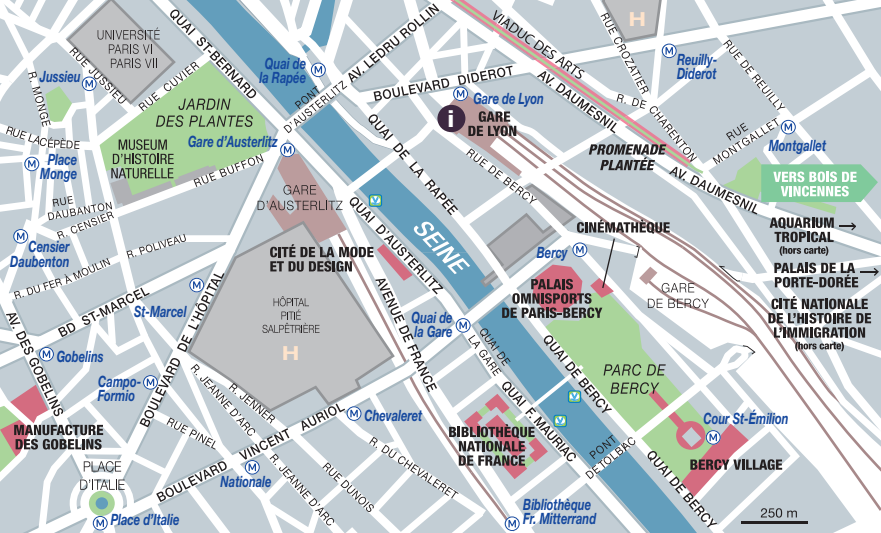 UNIVERSITÉ
PARIS VI
PARIS VII
QUAI ST-BERNARD
Jussieu
M
R. MONGE
RUE JUSSIEU
RUE CUVIER
JARDIN
DES PLANTES
RUE LACÉPÈDE
Place
Monge
M
MUSEUM
D'HISTOIRE
NATURELLE
Gare d'Austerlitz
M
RUE BUFFON
RUE
DAUBANTON
R. CENSIER
Censier
Daubenton
M
R. POLIVEAU
R. DU FER À MOULIN
BD ST-MARCEL
St-Marcel
M
BOULEVARD DE L'HÔPITAL
AV. DES GOBELINS
Gobelins
M
Campo-
Formio
M
MANUFACTURE
DES GOBELINS
PLACE
D'ITALIE
Place d'Italie
M
RUE PINEL
R. JEANNE D'ARC
R. JENNER
BOULEVARD VINCENT AURIOL
Nationale
M
R. JEANNE D'ARC
RUE DUNOIS
Chevaleret
M
R. DU CHEVALERET
Quai de
la Rapée
M
AV. LEDRU ROLLIN
PONT
D'AUSTERLITZ
GARE
D'AUSTERLITZ
CITÉ DE LA MODE
ET DU DESIGN
HÔPITAL
PITIÉ
SALPÊTRIÈRE
H
QUAI D'AUSTERLITZ
AVENUE DE FRANCE
Quai de
la Gare
M
SEINE
QUAI DE LA RAPÉE
BOULEVARD DIDEROT
M
Gare de Lyon
i
GARE
DE LYON
RUE DE BERCY
VIADUC DES ARTS
AV. DAUMESNIL
RUE CROZATIER
H
M
Reuilly-
Diderot
RUE DE REUILLY
R. DE CHARENTON
RUE
MONTGALLET
M
Montgallet
PROMENADE
PLANTÉE
AV. DAUMESNIL
VERS BOIS DE
VINCENNES
AQUARIUM
TROPICAL
(hors carte)
PALAIS DE LA
PORTE-DORÉE
CITÉ NATIONALE
DE L'HISTOIRE DE
L'IMMIGRATION
(hors carte)
CINÉMATHÈQUE
Bercy
M
PALAIS
OMNISPORTS
DE PARIS-BERCY
GARE
DE BERCY
QUAI DE
LA GARE
QUAI F. MAURIAC
QUAI DE BERCY
PARC DE
BERCY
BIBLIOTHÈQUE
NATIONALE
DE FRANCE
PONT
DE TOLBAC
QUAI DE BERCY
Cour St-Émilion
M
BERCY VILLAGE
Bibliothèque
Fr. Mitterrand
M
250 m